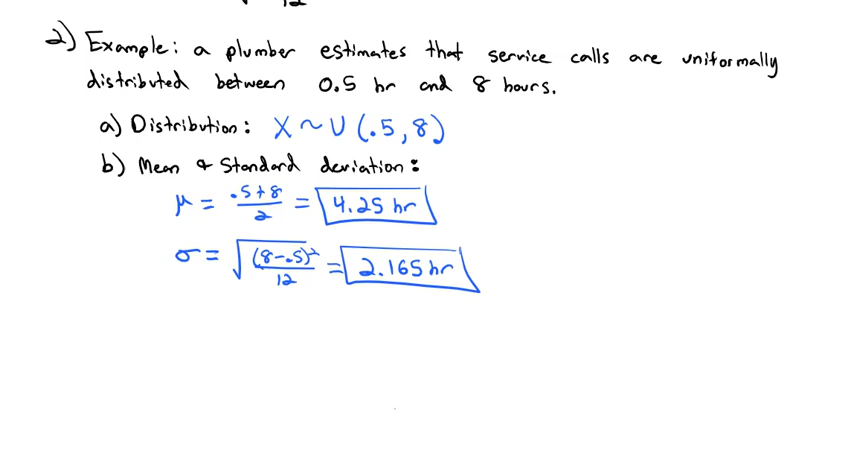 12
2) Example: a plumber estimates that service calls are uniformally
distributed between 0.5 hr and 8 hours.
a) Distribution: X ~ U (.5, 8)
b) Mean & Standard deviation:
μ = .5+8/2 = 4.25 hr
σ = √(8-.5)²/12 = 2.165 hr